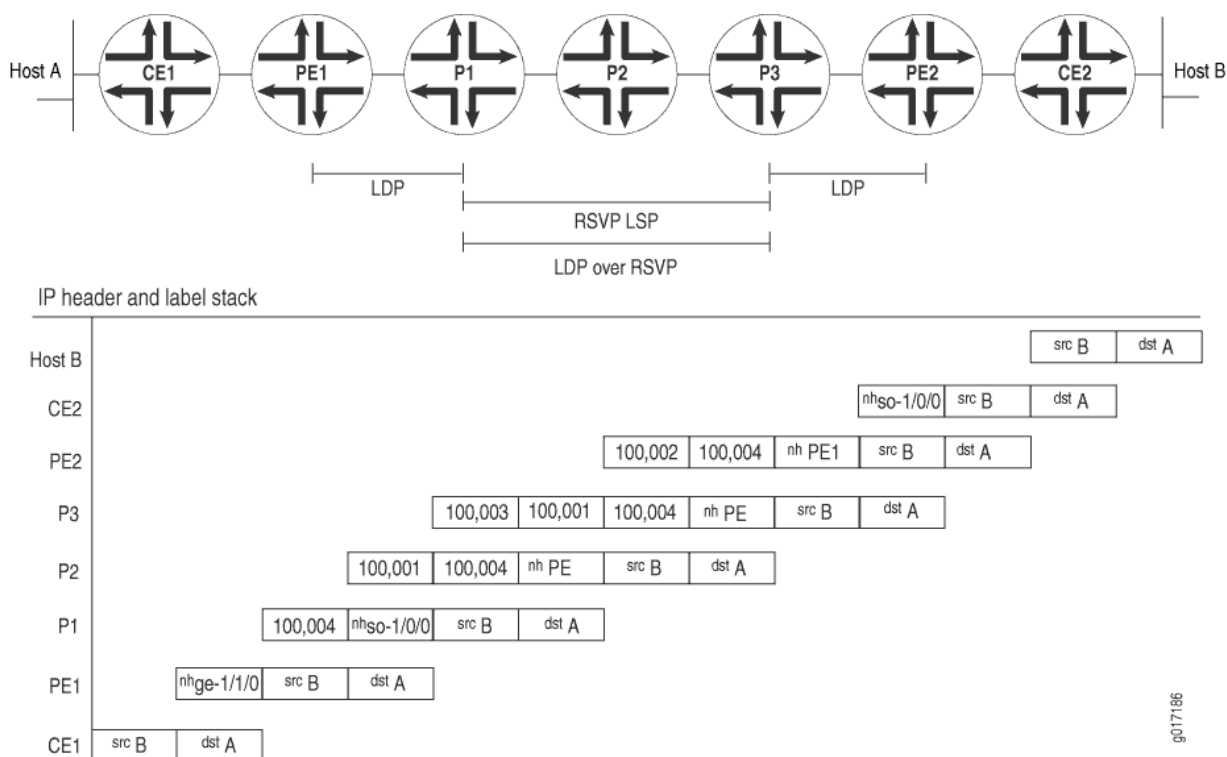 Host A CE1 PE1 P1 P2 P3 PE2 CE2 Host B
LDP LDP
RSVP LSP
LDP over RSVP
IP header and label stack
Host B src B dst A
CE2 nhso-1/0/0 src B dst A
PE2 100,002 100,004 nh PE1 src B dst A
P3 100,003 100,001 100,004 nh PE src B dst A
P2 100,001 100,004 nh PE src B dst A
P1 100,004 nhso-1/0/0 src B dst A
PE1 nhge-1/1/0 src B dst A
CE1 src B dst A
g017186